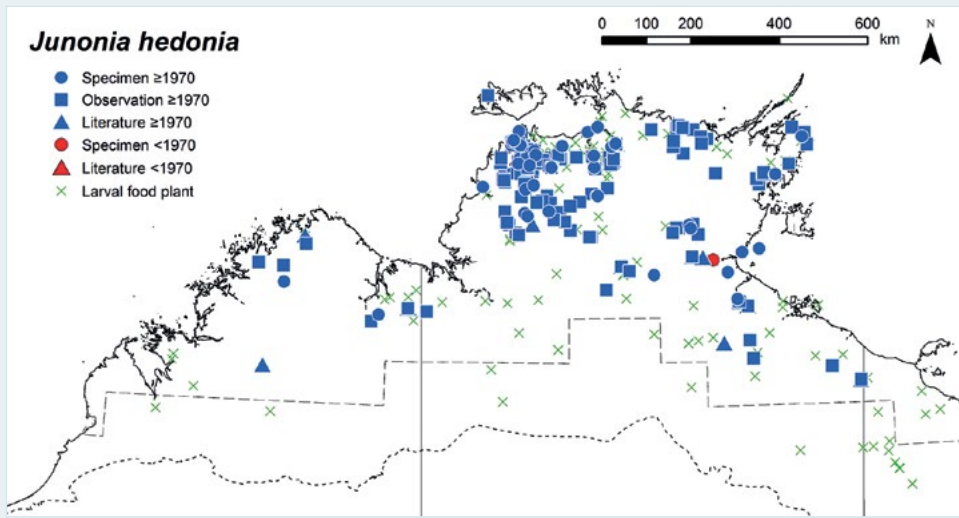 Junonia hedonia
0 100 200 400 600
km
N
Specimen ≥1970
Observation ≥1970
Literature ≥1970
Specimen <1970
Literature <1970
Larval food plant